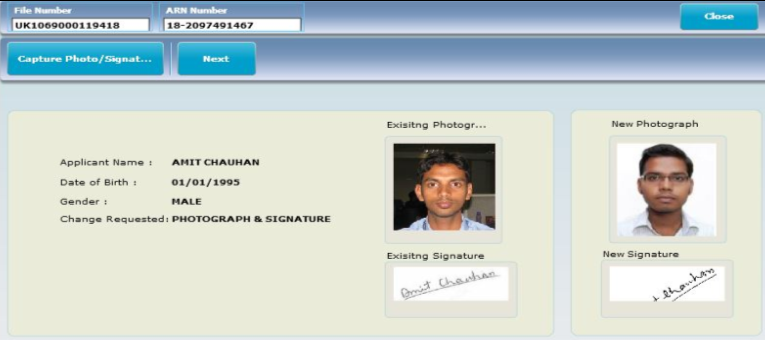 File Number ARN Number
UK1069000119418 18-2097491467 Close
Capture Photo/Signat... Next
Exisitng Photogr... New Photograph
Applicant Name : AMIT CHAUHAN
Date of Birth : 01/01/1995
Gender : MALE
Change Requested: PHOTOGRAPH & SIGNATURE
Exisitng Signature New Signature
Amit Chauhan Chauhan